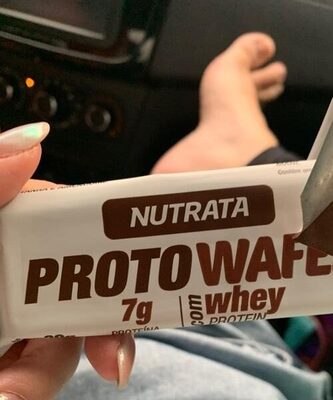 NUTRATA
PROTOWAFE
7g
PROTEÍNA
com whey
PROTEIN